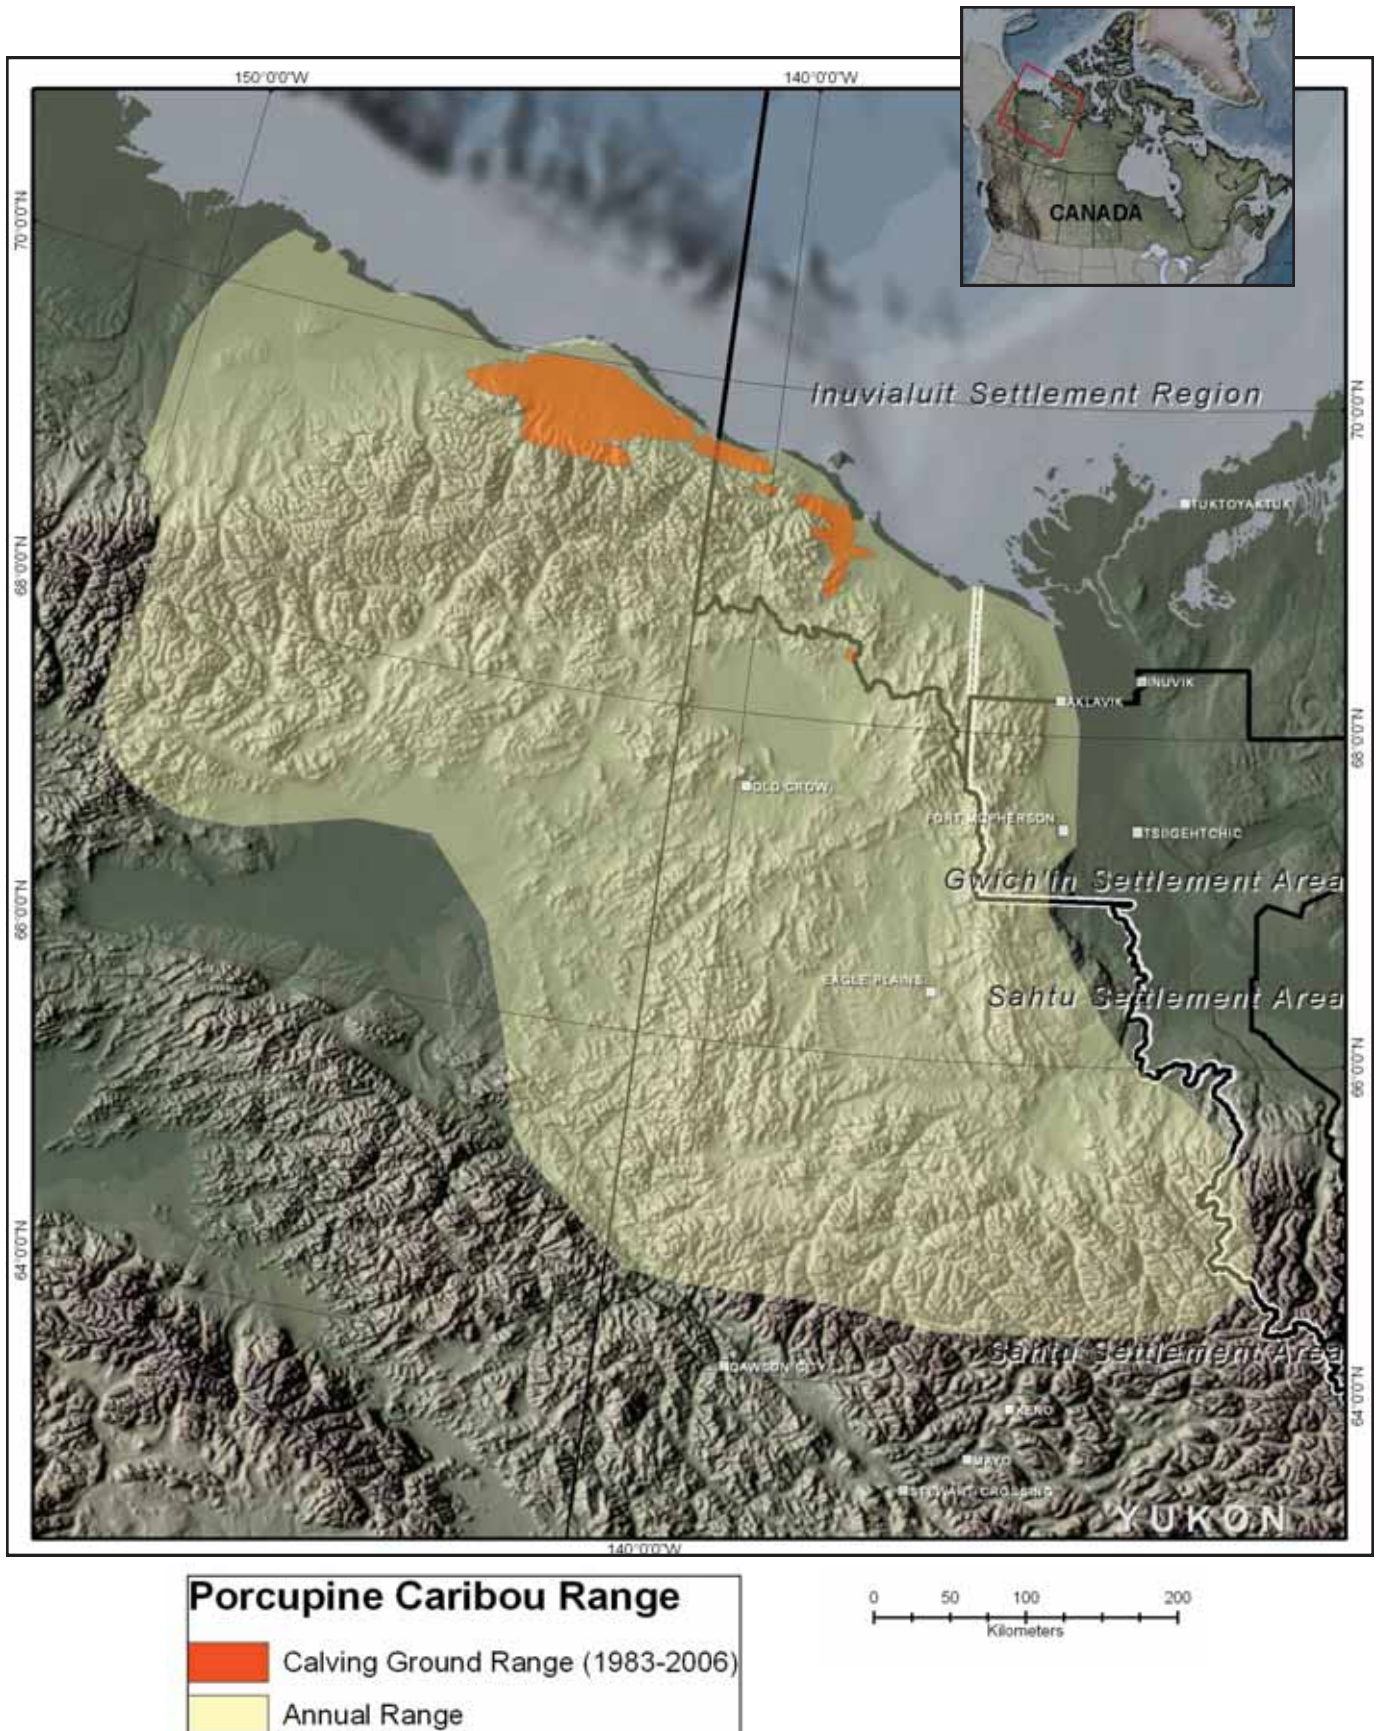 150°0'0"W
140°0'0"W
CANADA
70°0'0"N
Inuvialuit Settlement Region
70°0'0"N
TUKTOYAKTUK
68°0'0"N
INUVIK
AKLAVIK
68°0'0"N
OLD CROW
FORT MCPHERSON
TSIIGEHTCHIC
Gwich'in Settlement Area
66°0'0"N
EAGLE PLAINS
Sahtu Settlement Area
66°0'0"N
64°0'0"N
Sahtu Settlement Area
DAWSON CITY
64°0'0"N
KENO
MAYO
STEWART CROSSING
YUKON
140°0'0"W
Porcupine Caribou Range
Calving Ground Range (1983-2006)
Annual Range
0 50 100 200
Kilometers